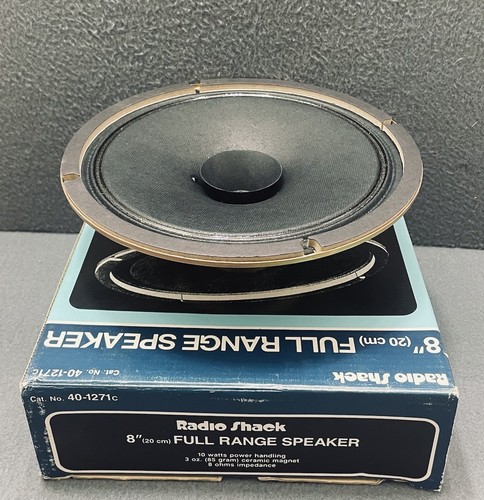 8" (20 cm) FULL RANGE SPEAKER
Cat. No. 40-1271C
Radio Shack
Cat. No. 40-1271C
Radio Shack
8" (20 cm) FULL RANGE SPEAKER
10 watts power handling
3 oz. (85 gram) ceramic magnet
8 ohms impedance